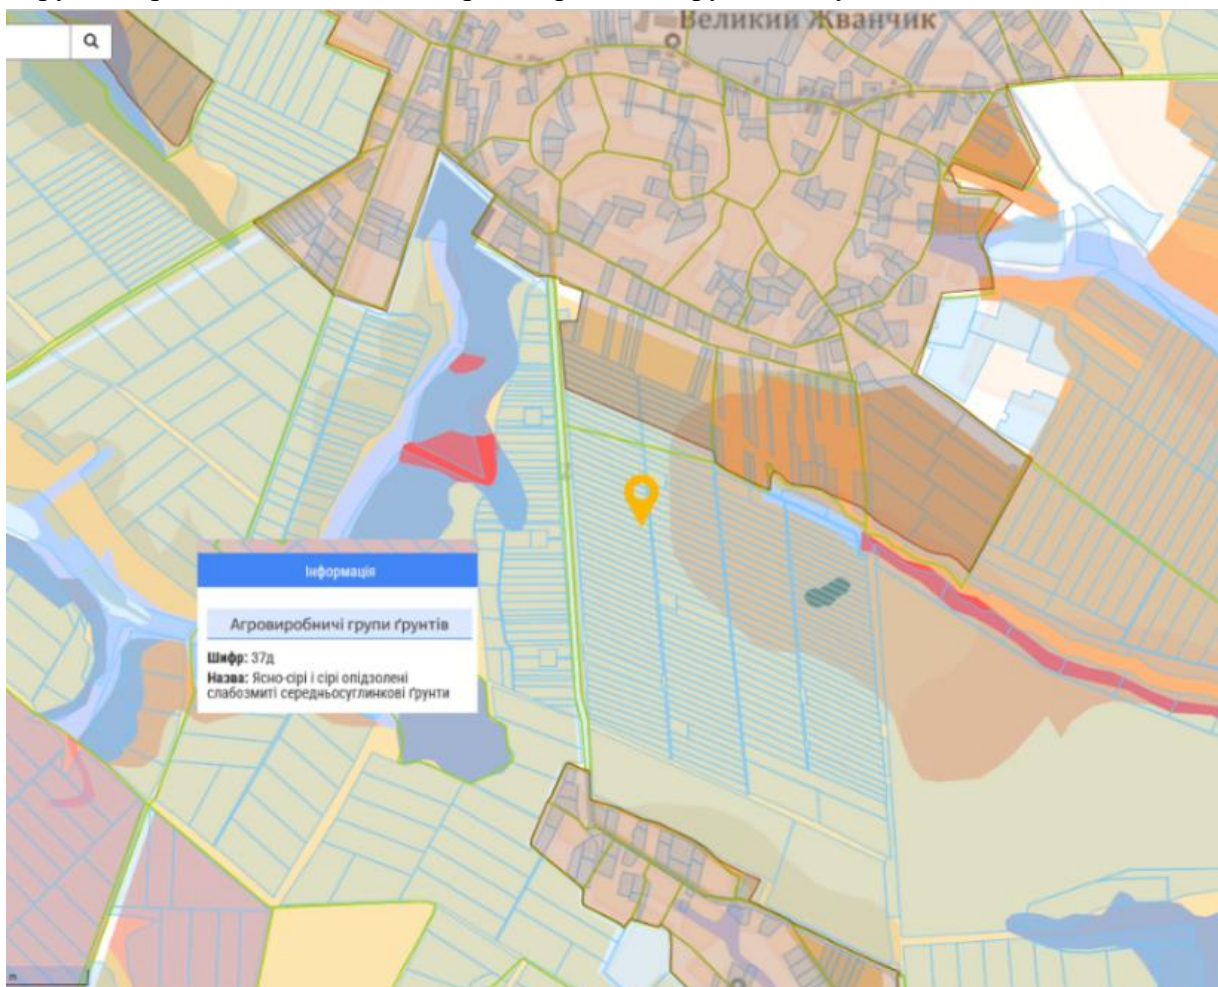 Великий Жванчик
Інформація
Агровиробничі групи ґрунтів
Шифр: 37д
Назва: Ясно-сірі і сірі опідзолені
слабозмиті середньосуглинкові ґрунти